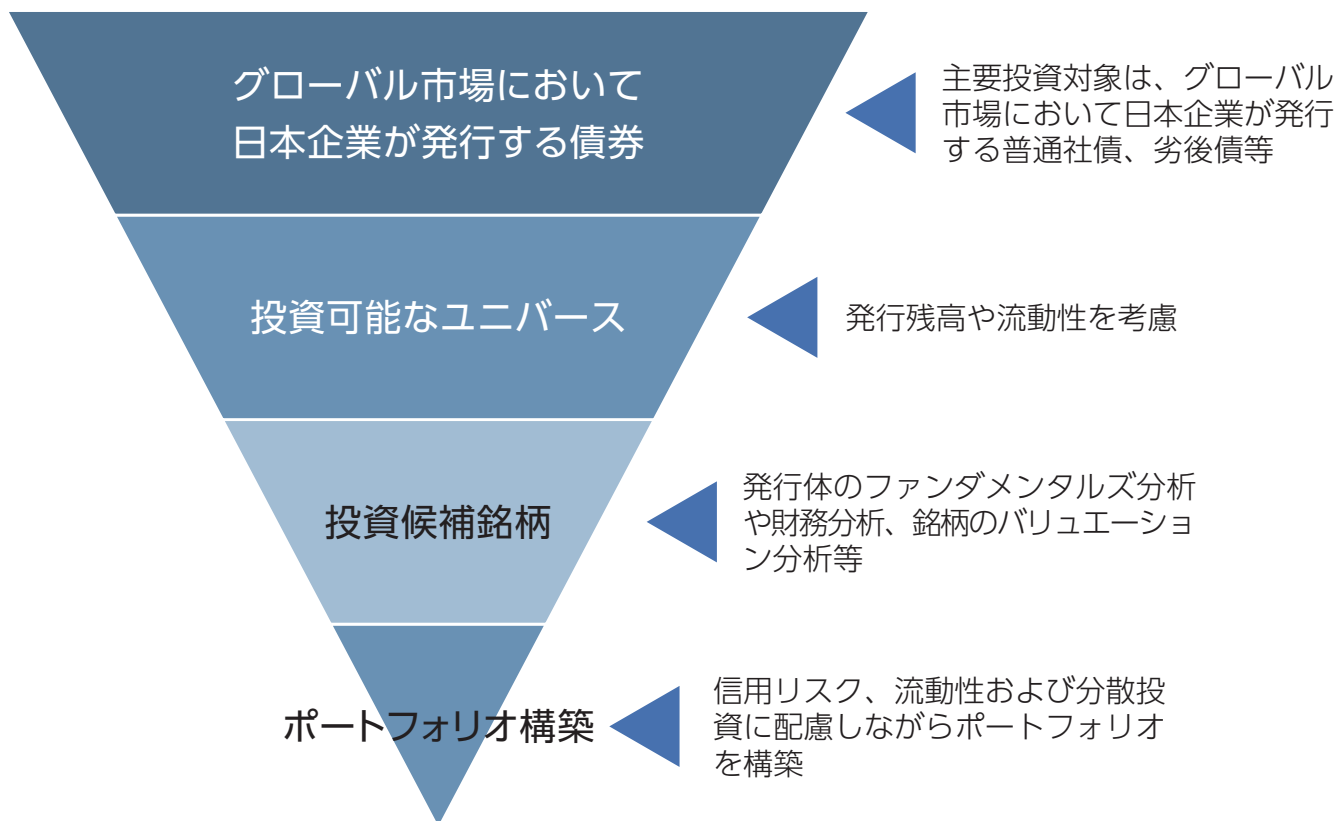 グローバル市場において
日本企業が発行する債券
主要投資対象は、グローバル
市場において日本企業が発行
する普通社債、劣後債等
投資可能なユニバース
発行残高や流動性を考慮
投資候補銘柄
発行体のファンダメンタルズ分析
や財務分析、銘柄のバリュエーショ
ン分析等
ポートフォリオ構築
信用リスク、流動性および分散投
資に配慮しながらポートフォリオ
を構築